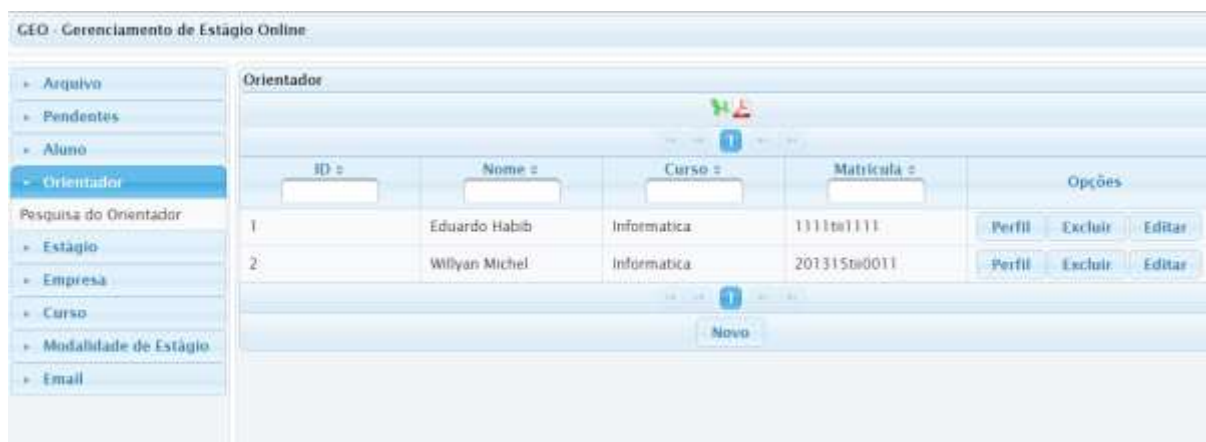 GEO - Gerenciamento de Estágio Online
Arquivo
Pendentes
Aluno
Orientador
Pesquisa do Orientador
Estágio
Empresa
Curso
Modalidade de Estágio
Email
Orientador
1
ID Nome Curso Matrícula Opções
1 Eduardo Habib Informatica 1111tii1111 Perfil Excluir Editar
2 Willyan Michel Informatica 201315tii0011 Perfil Excluir Editar
1
Novo